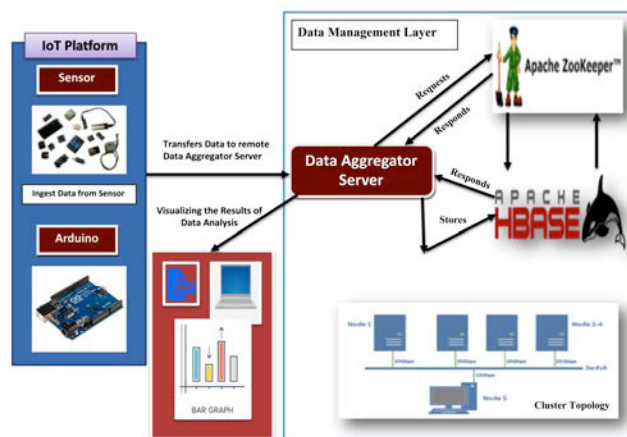 IoT Platform
Sensor
Ingest Data from Sensor
Arduino
Transfers Data to remote
Data Aggregator Server
Visualizing the Results of
Data Analysis
BAR GRAPH
Data Management Layer
Data Aggregator
Server
Requests
Responds
Apache ZooKeeper™
Responds
Stores
APACHE
HBASE
Node 1
Node 2-4
Switch
Node 5
Cluster Topology